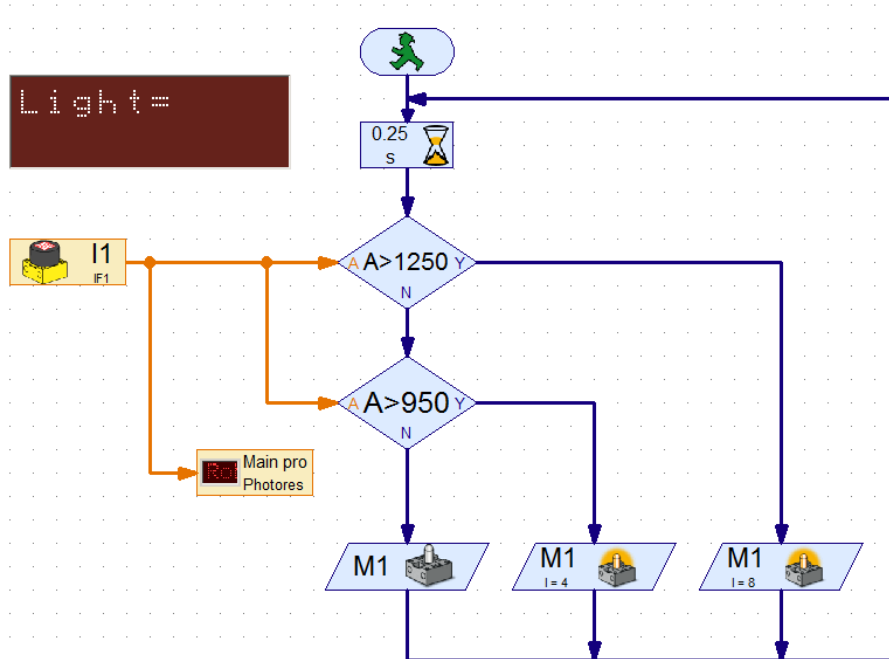 Light=
0.25
s
I1
IF1
A A>1250 Y
N
A A>950 Y
N
Main pro
Photores
M1
M1
I = 4
M1
I = 8